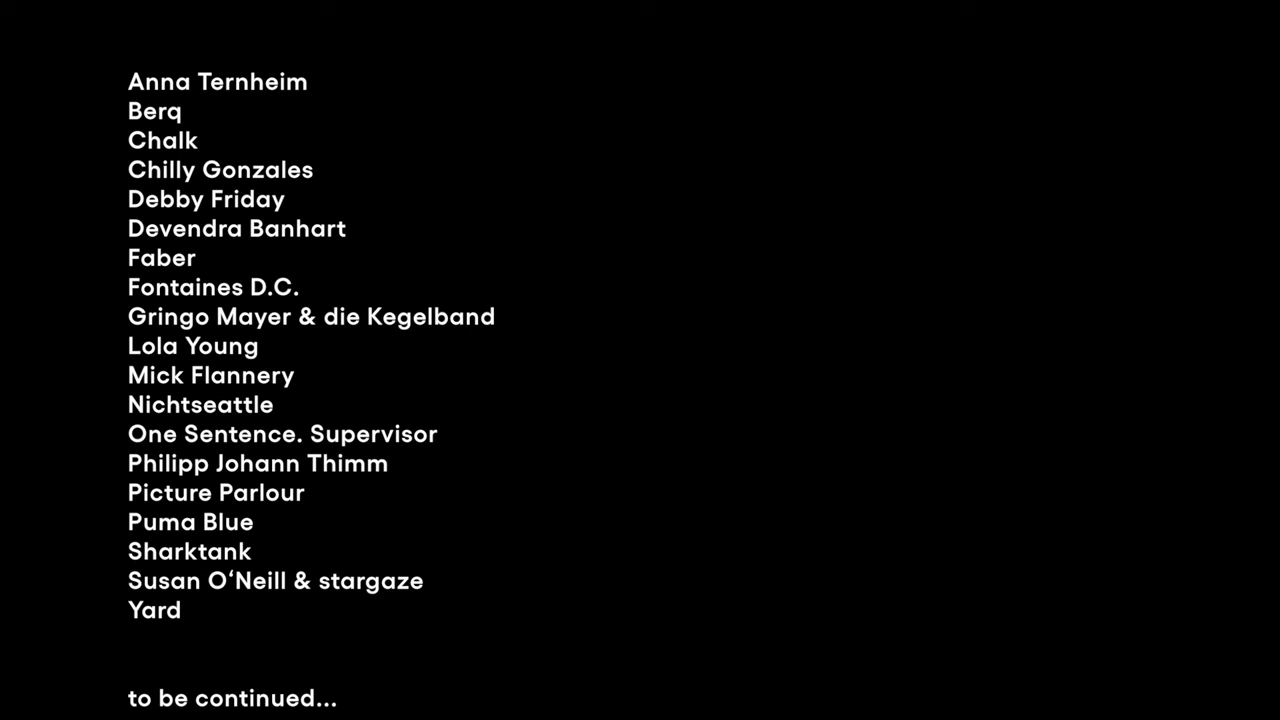 Anna Ternheim
Berq
Chalk
Chilly Gonzales
Debby Friday
Devendra Banhart
Faber
Fontaines D.C.
Gringo Mayer & die Kegelband
Lola Young
Mick Flannery
Nichtseattle
One Sentence. Supervisor
Philipp Johann Thimm
Picture Parlour
Puma Blue
Sharktank
Susan O‘Neill & stargaze
Yard
to be continued...